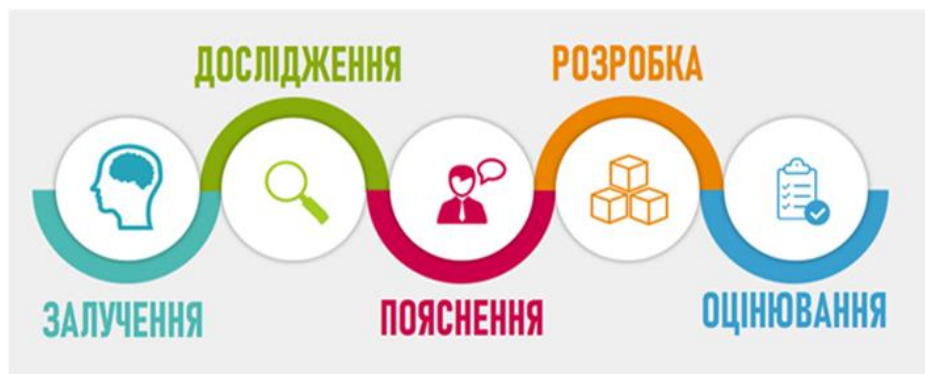 ЗАЛУЧЕННЯ
ДОСЛІДЖЕННЯ
ПОЯСНЕННЯ
РОЗРОБКА
ОЦІНЮВАННЯ